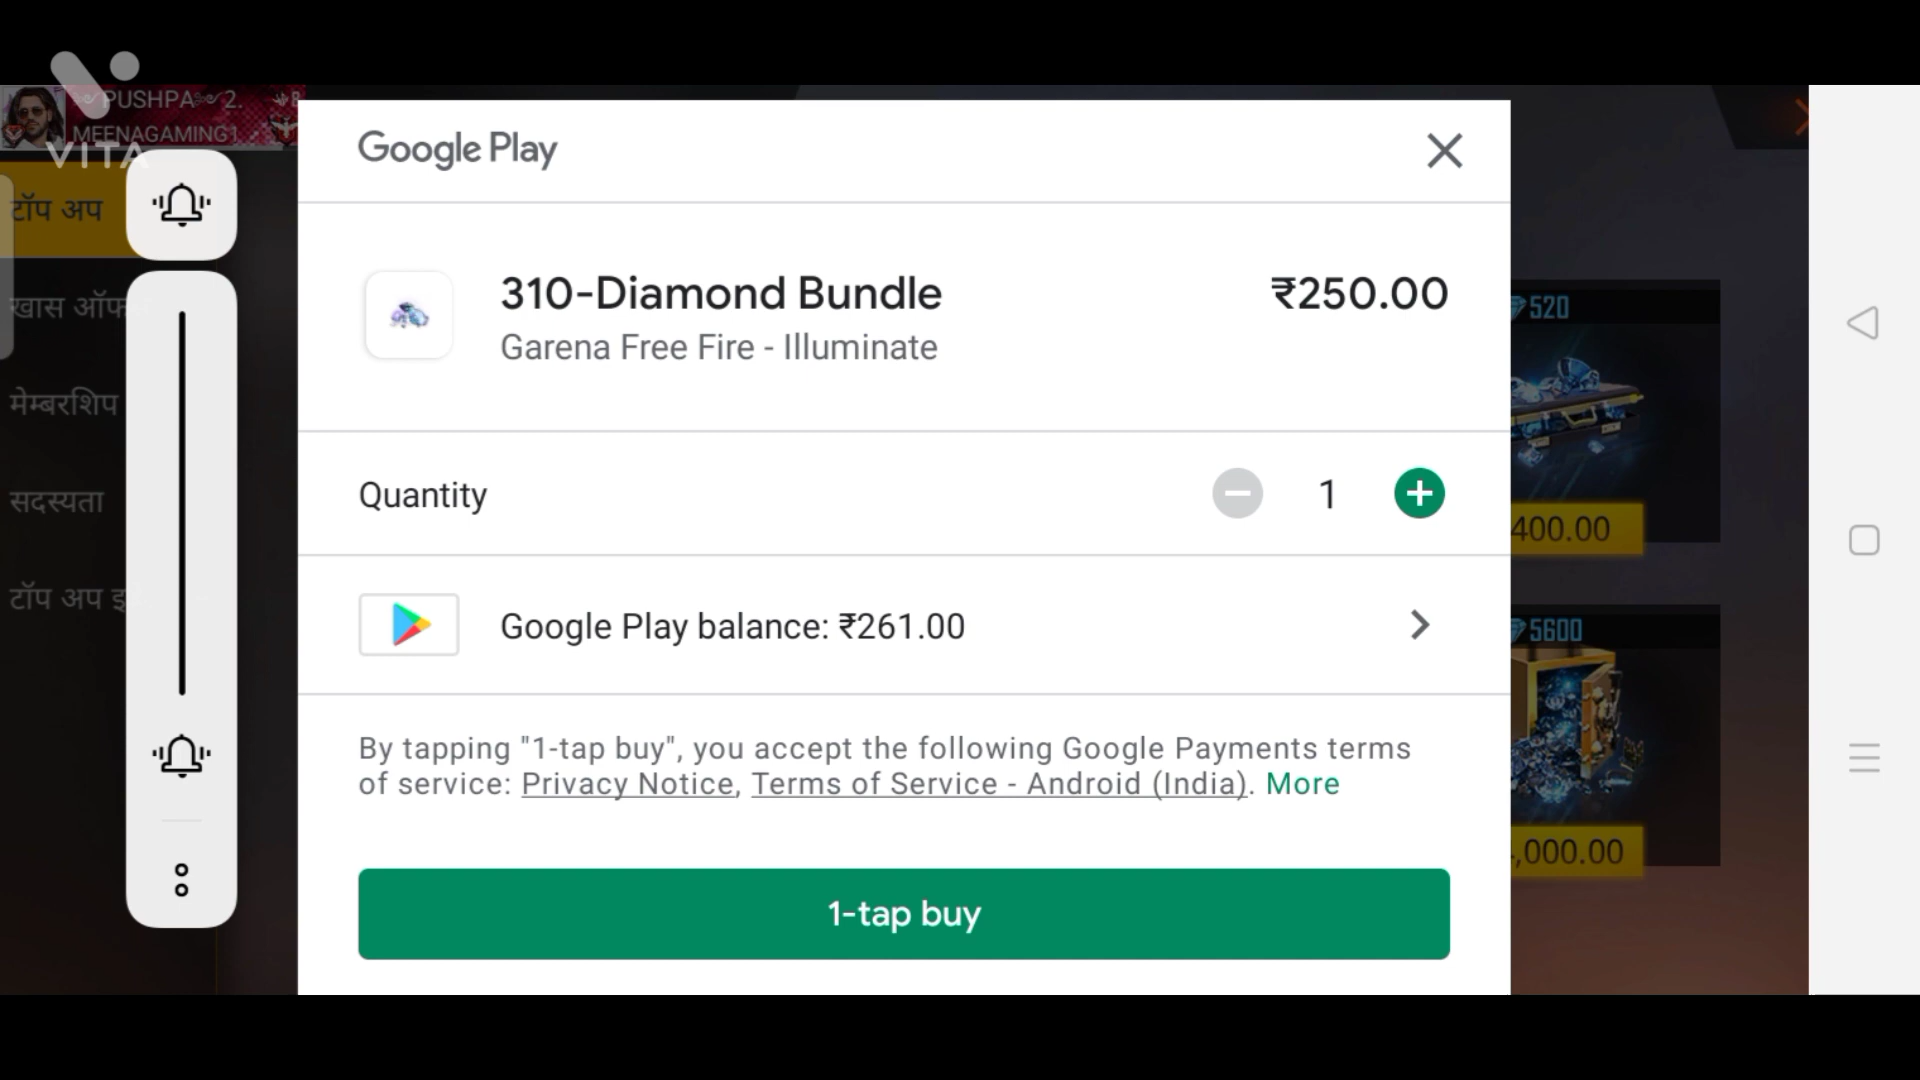 PUSHPA 2.
MEENAGAMING1
VITA
टॉप अप
मेम्बरशिप
सदस्यता
टॉप अप
Google Play
310-Diamond Bundle
₹250.00
Garena Free Fire - Illuminate
Quantity
1
Google Play balance: ₹261.00
By tapping "1-tap buy", you accept the following Google Payments terms
of service: Privacy Notice, Terms of Service - Android (India). More
1-tap buy
520
400.00
5600
,000.00